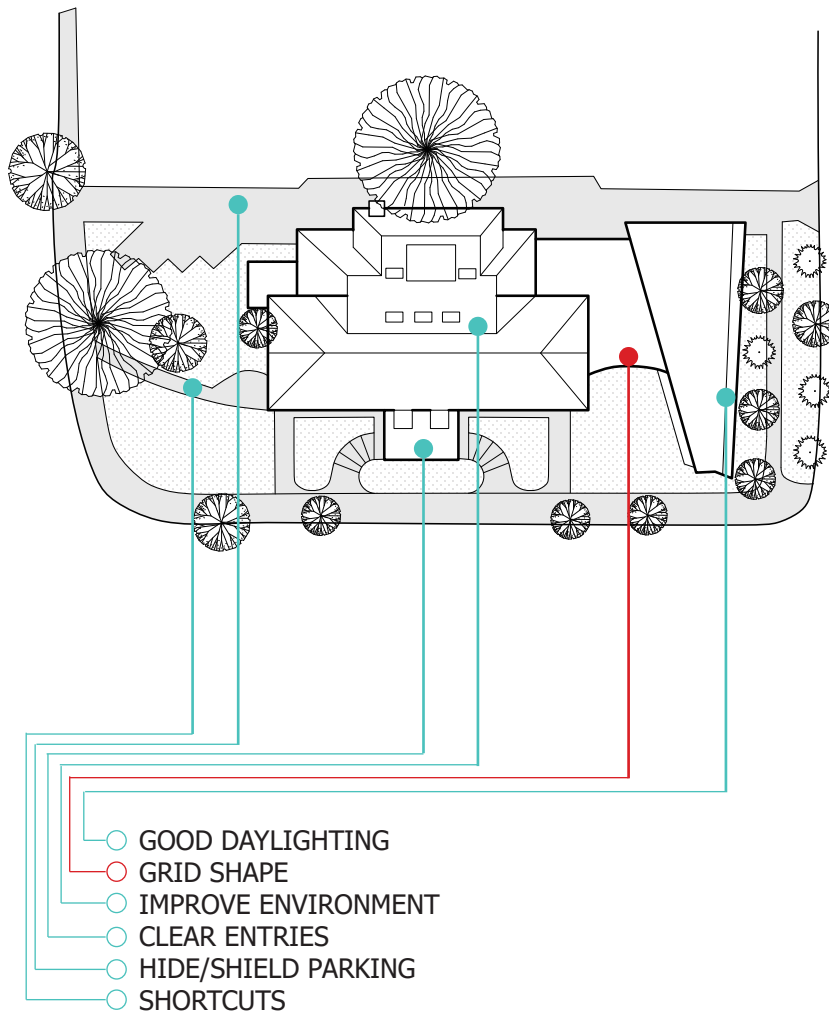 GOOD DAYLIGHTING
GRID SHAPE
IMPROVE ENVIRONMENT
CLEAR ENTRIES
HIDE/SHIELD PARKING
SHORTCUTS